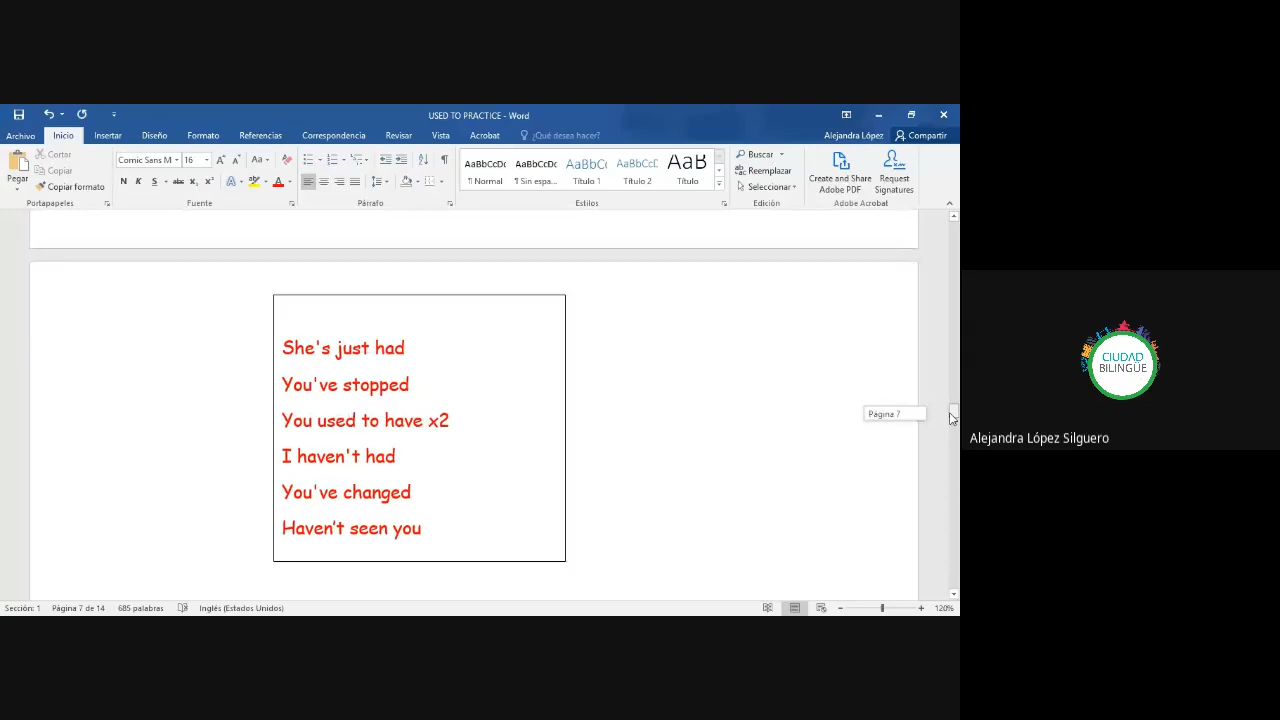 USED TO PRACTICE - Word
Archivo Inicio Insertar Diseño Formato Referencias Correspondencia Revisar Vista Acrobat ¿Qué desea hacer? Alejandra López Compartir
Pegar
Cortar
Copiar
Copiar formato
Portapapeles
Comic Sans M 16
N K S abc x₂ x²
Fuente
Párrafo
AaBbCcDc AaBbCcDc AaBbCc AaBbCcD AaB
¶ Normal ¶ Sin espa... Título 1 Título 2 Título
Estilos
Buscar
Reemplazar
Seleccionar
Edición
Create and Share Adobe PDF
Request Signatures
Adobe Acrobat
She's just had
You've stopped
You used to have x2
I haven't had
You've changed
Haven't seen you
Página 7
Sección: 1 Página 7 de 14 685 palabras Inglés (Estados Unidos) 120%
CIUDAD
BILINGÜE
Alejandra López Silguero